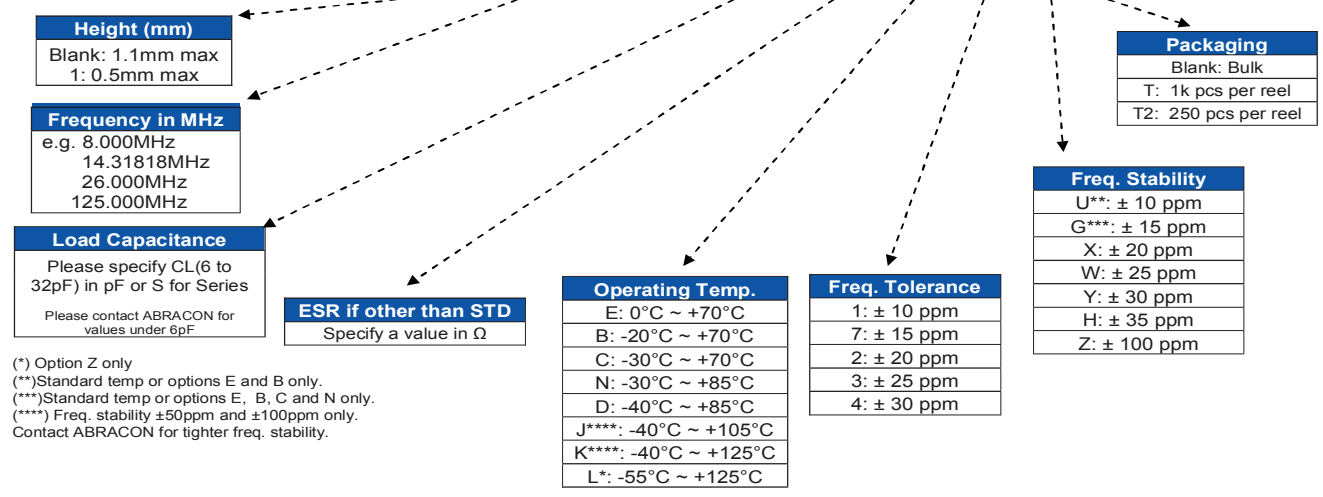 Height (mm)
Blank: 1.1mm max
1: 0.5mm max
Frequency in MHz
e.g. 8.000MHz
14.31818MHz
26.000MHz
125.000MHz
Load Capacitance
Please specify CL(6 to
32pF) in pF or S for Series
Please contact ABRACON for
values under 6pF
ESR if other than STD
Specify a value in Ω
Operating Temp.
E: 0°C ~ +70°C
B: -20°C ~ +70°C
C: -30°C ~ +70°C
N: -30°C ~ +85°C
D: -40°C ~ +85°C
J****: -40°C ~ +105°C
K****: -40°C ~ +125°C
L*: -55°C ~ +125°C
Freq. Tolerance
1: ± 10 ppm
7: ± 15 ppm
2: ± 20 ppm
3: ± 25 ppm
4: ± 30 ppm
Freq. Stability
U**: ± 10 ppm
G***: ± 15 ppm
X: ± 20 ppm
W: ± 25 ppm
Y: ± 30 ppm
H: ± 35 ppm
Z: ± 100 ppm
Packaging
Blank: Bulk
T: 1k pcs per reel
T2: 250 pcs per reel
(*) Option Z only
(**)Standard temp or options E and B only.
(***)Standard temp or options E, B, C and N only.
(****) Freq. stability ±50ppm and ±100ppm only.
Contact ABRACON for tighter freq. stability.